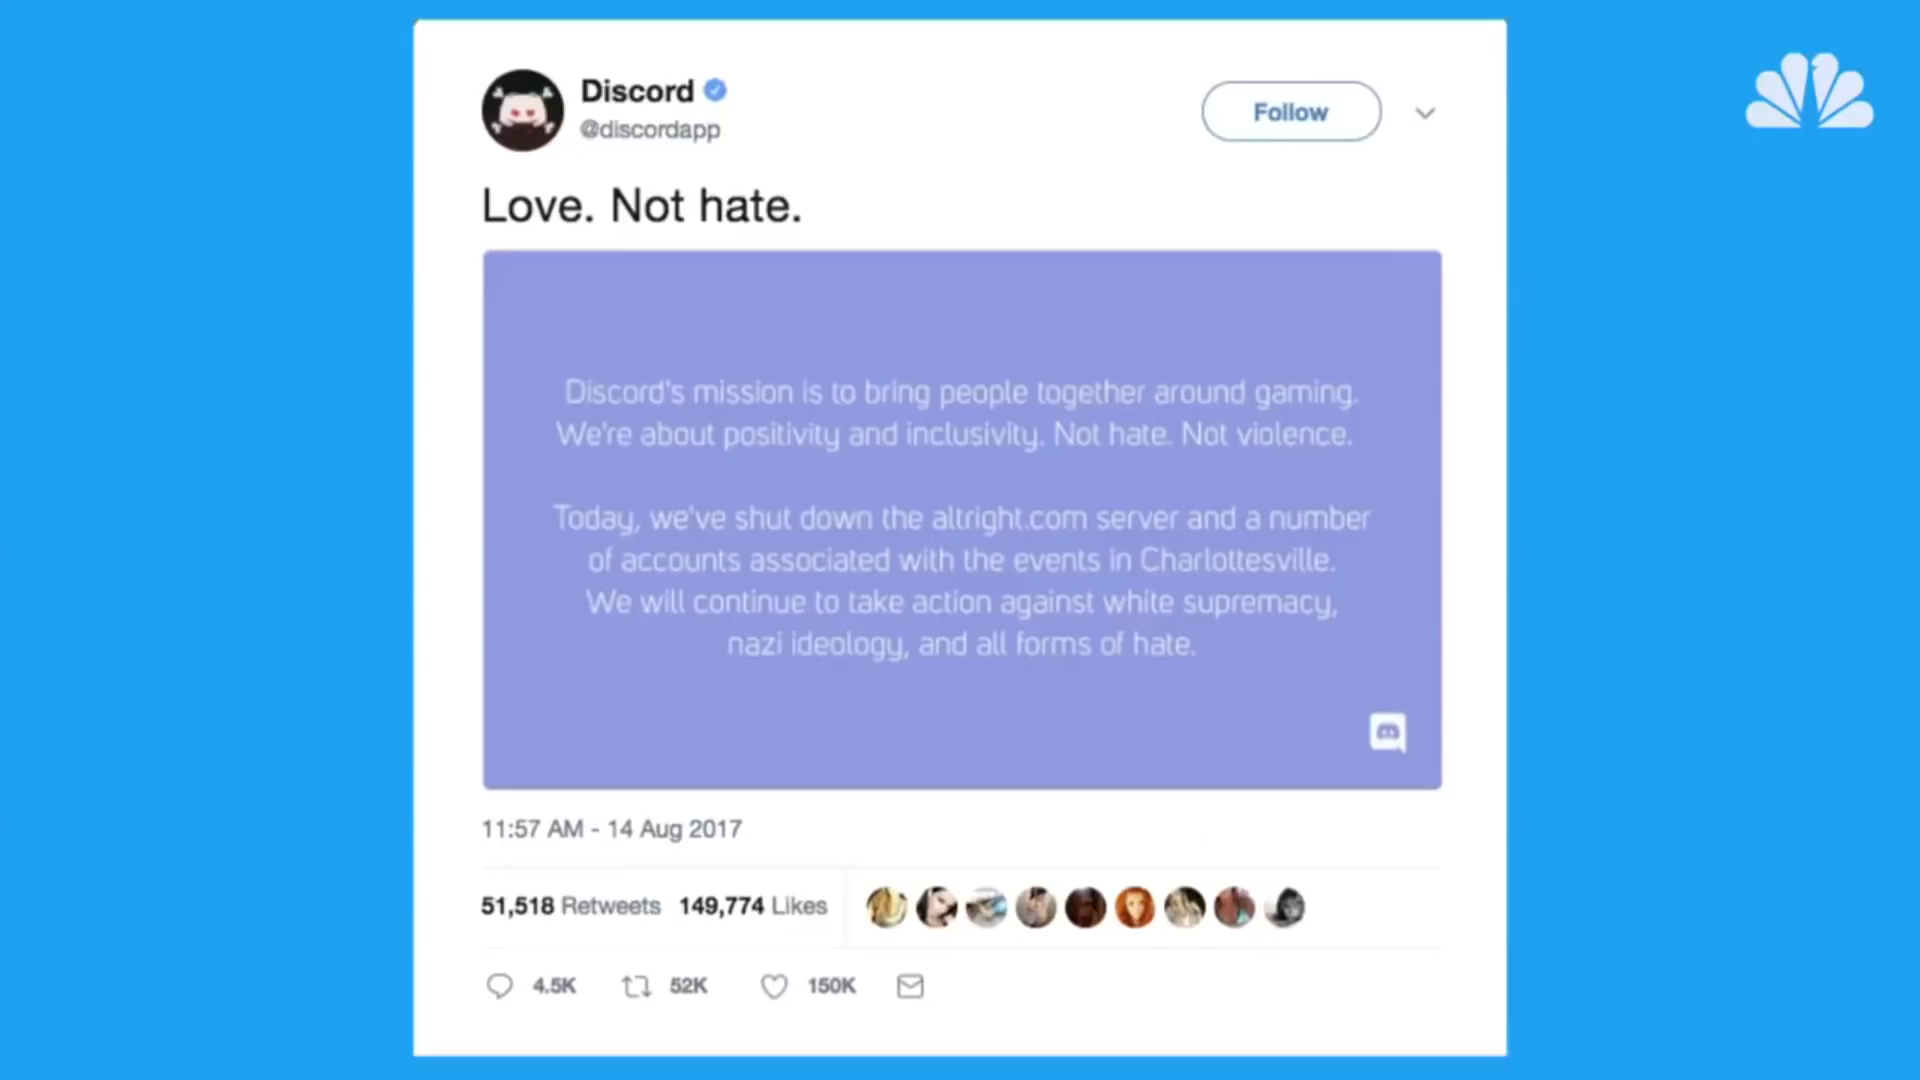 Discord
@discordapp
Follow
Love. Not hate.
Discord's mission is to bring people together around gaming.
We're about positivity and inclusivity. Not hate. Not violence.
Today, we've shut down the altright.com server and a number
of accounts associated with the events in Charlottesville.
We will continue to take action against white supremacy,
nazi ideology, and all forms of hate.
11:57 AM - 14 Aug 2017
51,518 Retweets 149,774 Likes
4.5K 52K 150K